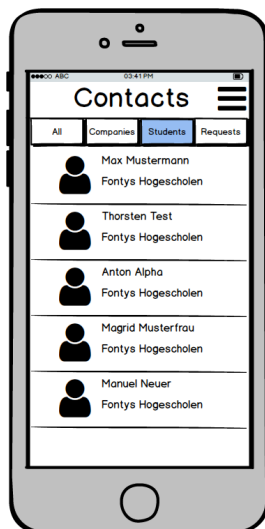 ABC 03:41 PM
Contacts
All Companies Students Requests
Max Mustermann
Fontys Hogescholen
Thorsten Test
Fontys Hogescholen
Anton Alpha
Fontys Hogescholen
Magrid Musterfrau
Fontys Hogescholen
Manuel Neuer
Fontys Hogescholen